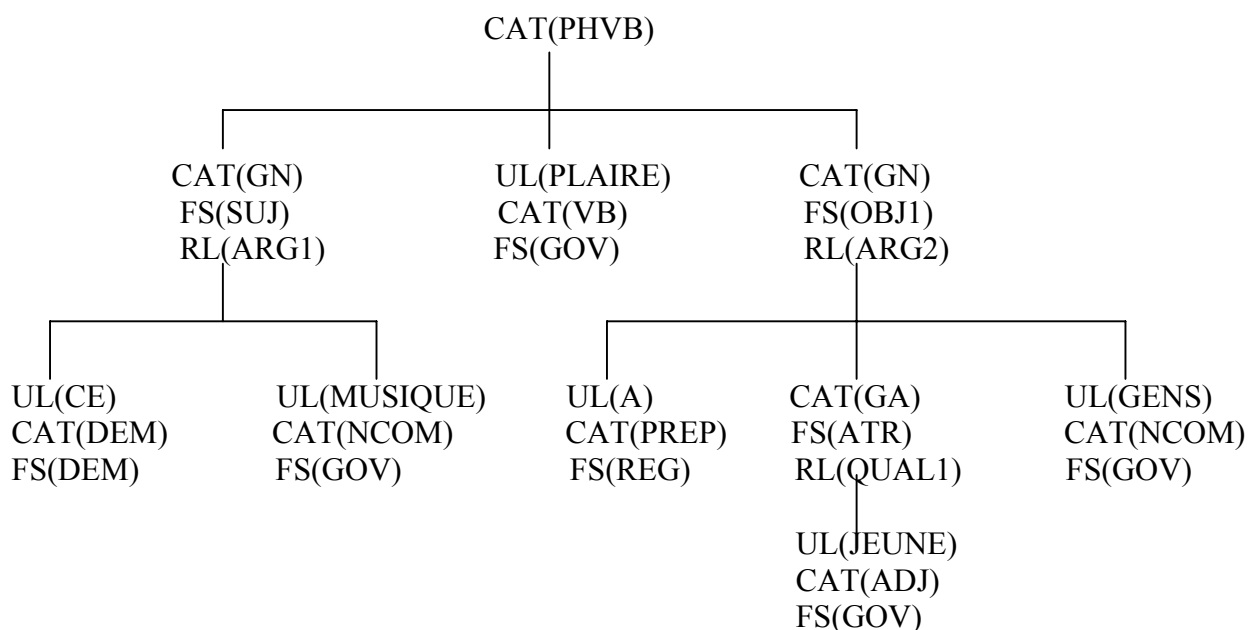 CAT(PHVB)
CAT(GN)
FS(SUJ)
RL(ARG1)
UL(PLAIRE)
CAT(VB)
FS(GOV)
CAT(GN)
FS(OBJ1)
RL(ARG2)
UL(CE)
CAT(DEM)
FS(DEM)
UL(MUSIQUE)
CAT(NCOM)
FS(GOV)
UL(A)
CAT(PREP)
FS(REG)
CAT(GA)
FS(ATR)
RL(QUAL1)
UL(GENS)
CAT(NCOM)
FS(GOV)
UL(JEUNE)
CAT(ADJ)
FS(GOV)